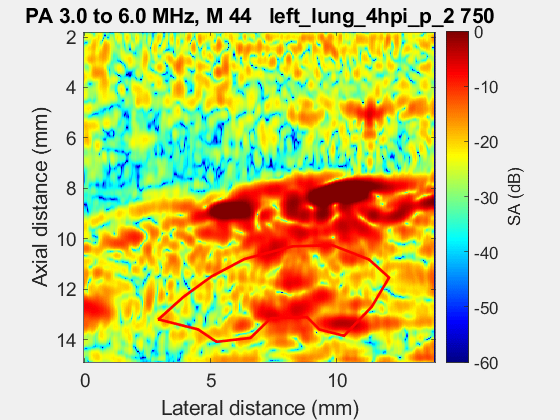 PA 3.0 to 6.0 MHz, M 44 left_lung_4hpi_p_2 750
2
4
6
8
10
12
14
Axial distance (mm)
0 5 10
Lateral distance (mm)
0
-10
-20
-30
-40
-50
-60
SA (dB)